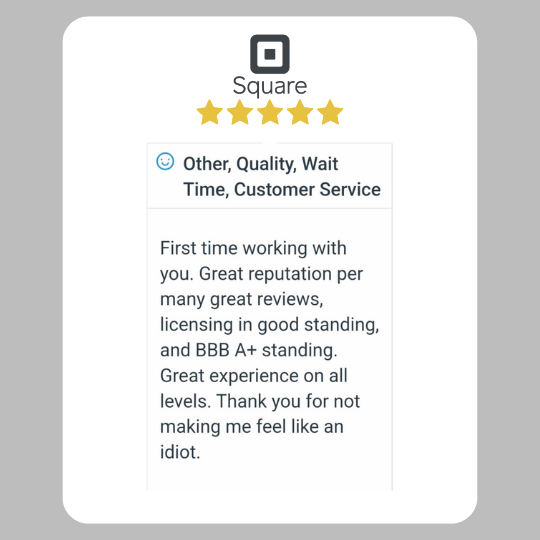 Square
Other, Quality, Wait
Time, Customer Service
First time working with
you. Great reputation per
many great reviews,
licensing in good standing,
and BBB A+ standing.
Great experience on all
levels. Thank you for not
making me feel like an
idiot.